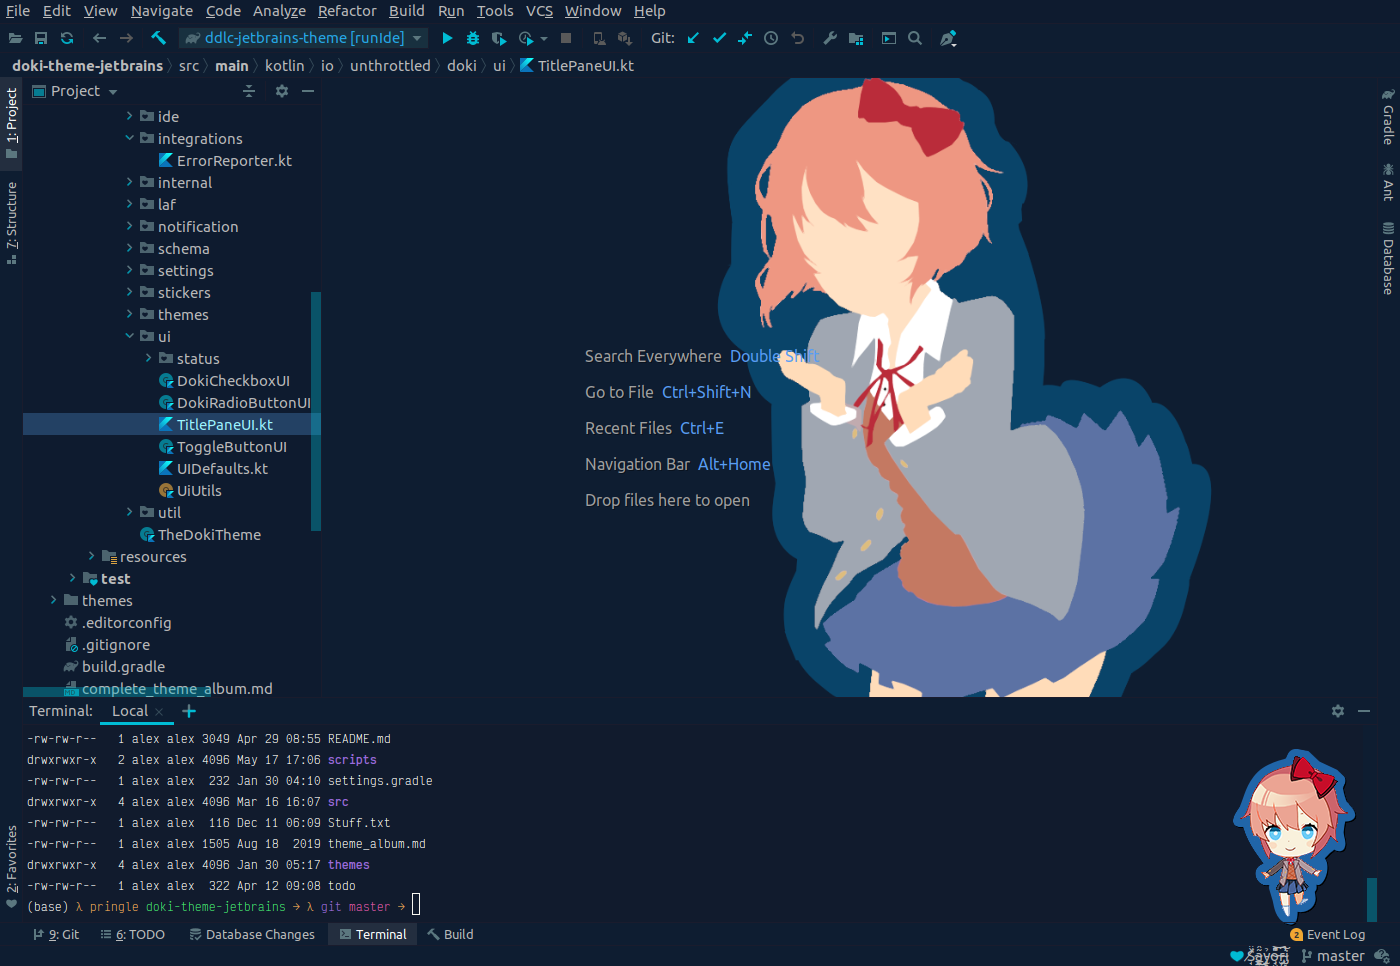 File Edit View Navigate Code Analyze Refactor Build Run Tools VCS Window Help
ddlc-jetbrains-theme [runIde] Git:
doki-theme-jetbrains src main kotlin io unthrottled doki ui TitlePaneUI.kt
1: Project
7: Structure
2: Favorites
Project
ide
integrations
ErrorReporter.kt
internal
laf
notification
schema
settings
stickers
themes
ui
status
DokiCheckboxUI
DokiRadioButtonUI
TitlePaneUI.kt
ToggleButtonUI
UIDefaults.kt
UiUtils
util
TheDokiTheme
resources
test
themes
.editorconfig
.gitignore
build.gradle
complete_theme_album.md
Search Everywhere Double Shift
Go to File Ctrl+Shift+N
Recent Files Ctrl+E
Navigation Bar Alt+Home
Drop files here to open
Gradle
Ant
Database
Terminal: Local
-rw-rw-r-- 1 alex alex 3049 Apr 29 08:55 README.md
drwxrwxr-x 2 alex alex 4096 May 17 17:06 scripts
-rw-rw-r-- 1 alex alex 232 Jan 30 04:10 settings.gradle
drwxrwxr-x 4 alex alex 4096 Mar 16 16:07 src
-rw-rw-r-- 1 alex alex 116 Dec 11 06:09 Stuff.txt
-rw-rw-r-- 1 alex alex 1505 Aug 18 2019 theme_album.md
drwxrwxr-x 4 alex alex 4096 Jan 30 05:17 themes
-rw-rw-r-- 1 alex alex 322 Apr 12 09:08 todo
(base) λ pringle doki-theme-jetbrains → λ git master →
9: Git 6: TODO Database Changes Terminal Build 2 Event Log
Sayori master